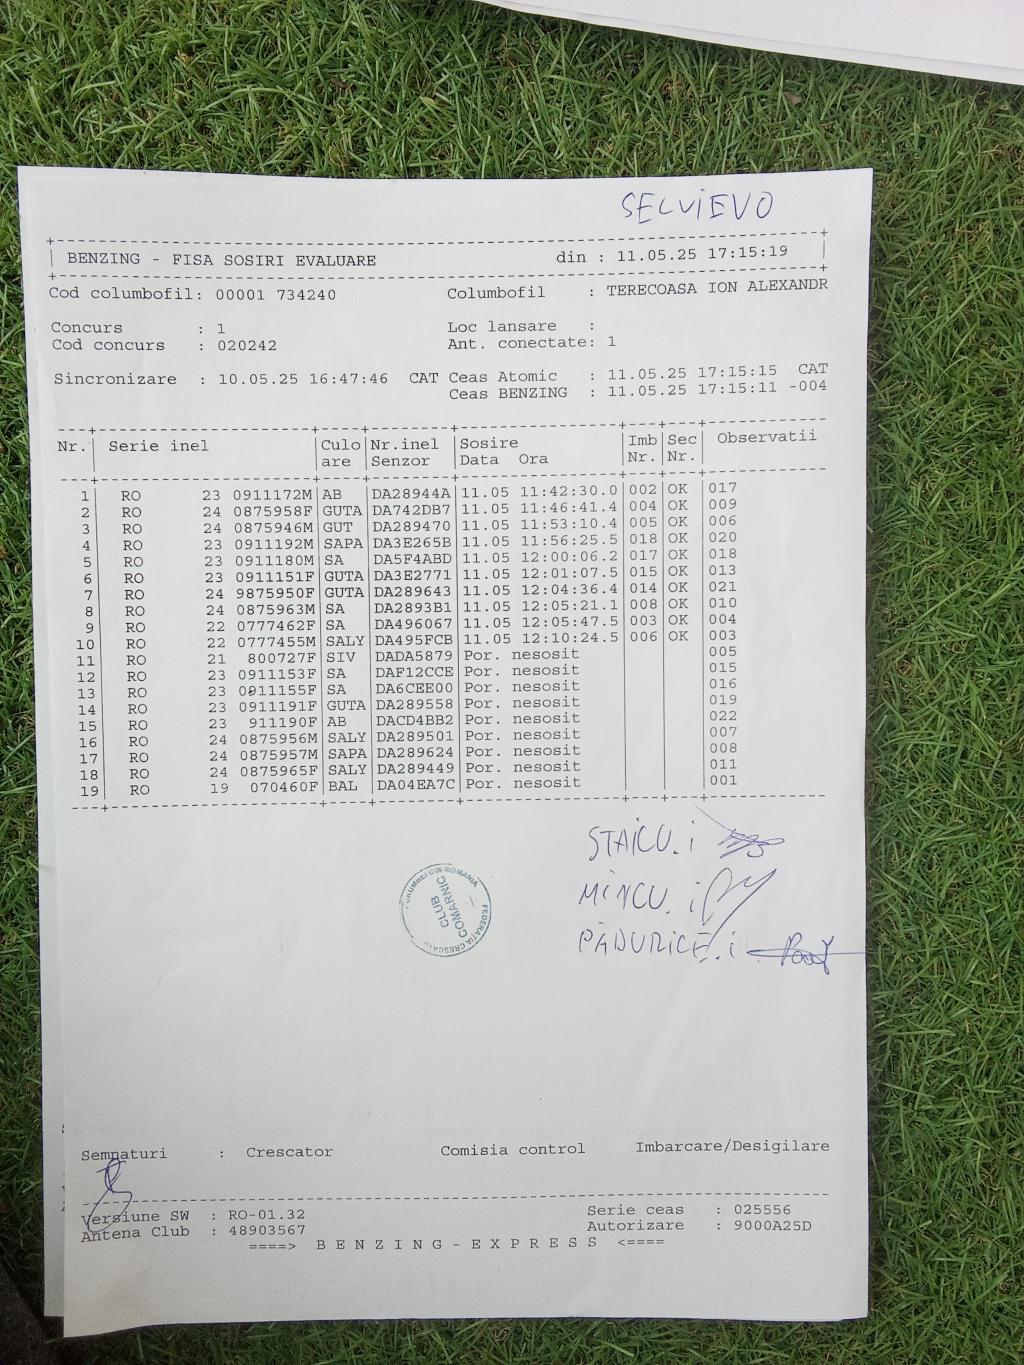 SELVIEVO
BENZING - FISA SOSIRI EVALUARE din : 11.05.25 17:15:19
Cod columbofil: 00001 734240 Columbofil : TERECOASA ION ALEXANDR
Concurs : 1 Loc lansare :
Cod concurs : 020242 Ant. conectate: 1
Sincronizare : 10.05.25 16:47:46 CAT Ceas Atomic : 11.05.25 17:15:15 CAT
Ceas BENZING : 11.05.25 17:15:11 -004
Nr. Serie inel Culo Nr.inel Sosire Imb Sec Observatii
are Senzor Data Ora Nr. Nr.
1 RO 23 0911172M AB DA28944A 11.05 11:42:30.0 002 OK 017
2 RO 24 0875958F GUTA DA742DB7 11.05 11:46:41.4 004 OK 009
3 RO 24 0875946M GUT DA289470 11.05 11:53:10.4 005 OK 006
4 RO 23 0911192M SAPA DA3E265B 11.05 11:56:25.5 018 OK 020
5 RO 23 0911180M SA DA5F4ABD 11.05 12:00:06.2 017 OK 018
6 RO 23 0911151F GUTA DA3E2771 11.05 12:01:07.5 015 OK 013
7 RO 24 9875950F GUTA DA289643 11.05 12:04:36.4 014 OK 021
8 RO 24 0875963M SA DA2893B1 11.05 12:05:21.1 008 OK 010
9 RO 22 0777462F SA DA496067 11.05 12:05:47.5 003 OK 004
10 RO 22 0777455M SALY DA495FCB 11.05 12:10:24.5 006 OK 003
11 RO 21 800727F SIV DADA5879 Por. nesosit 005
12 RO 23 0911153F SA DAF12CCE Por. nesosit 015
13 RO 23 0911155F SA DA6CEE00 Por. nesosit 016
14 RO 23 0911191F GUTA DA289558 Por. nesosit 019
15 RO 23 911190F AB DACD4BB2 Por. nesosit 022
16 RO 24 0875956M SALY DA289501 Por. nesosit 007
17 RO 24 0875957M SAPA DA289624 Por. nesosit 008
18 RO 24 0875965F SALY DA289449 Por. nesosit 011
19 RO 19 070460F BAL DA04EA7C Por. nesosit 001
STAICU.i
MINCU.i
PĂDURICE.i
CLUB
COMARNIC
FEDERATIA CRESCATO
Semnaturi : Crescator Comisia control Imbarcare/Desigilare
Versiune SW : RO-01.32 Serie ceas : 025556
Antena Club : 48903567 Autorizare : 9000A25D
====> B E N Z I N G - E X P R E S S <====